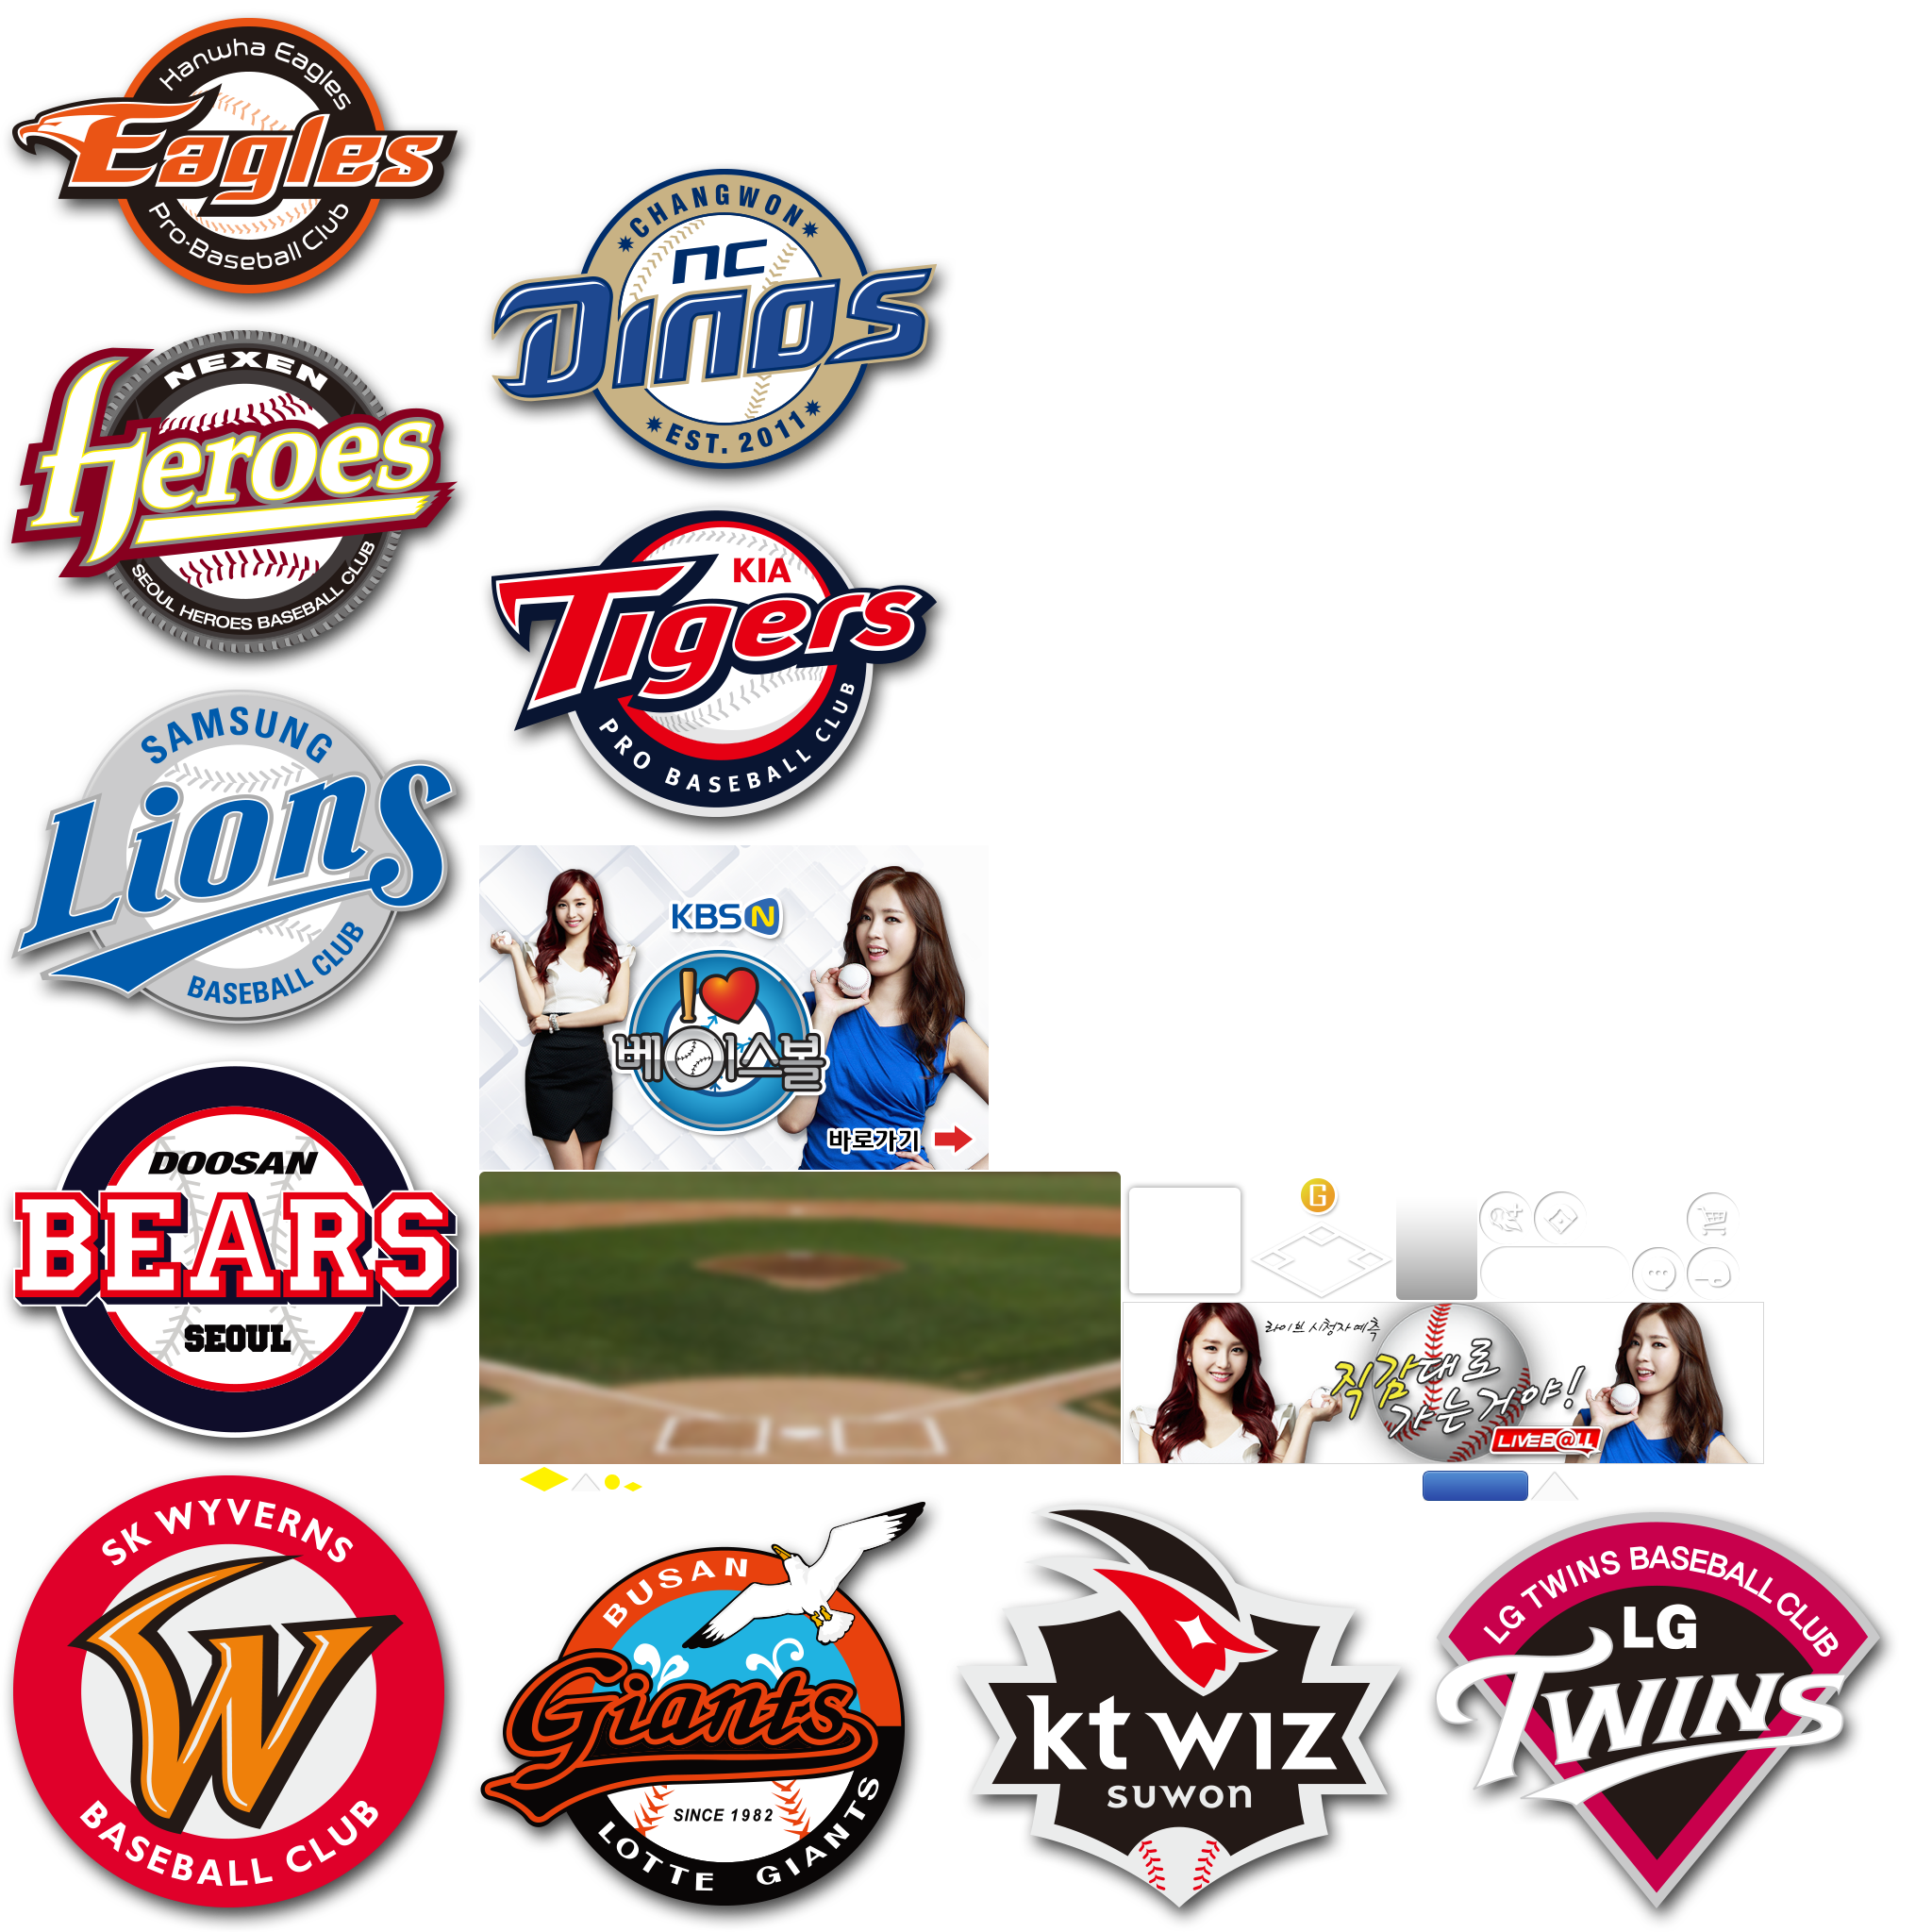 Hanwha Eagles
Eagles
Pro-Baseball Club
CHANGWON
NC
DINOS
EST. 2011
NEXEN
Heroes
SEOUL HEROES BASEBALL CLUB
KIA
Tigers
PRO BASEBALL CLUB
SAMSUNG
Lions
BASEBALL CLUB
KBS N
I
베이스볼
바로가기
DOOSAN
BEARS
SEOUL
G
라이브 시청자 예측
직감대로
가는거야!
LIVEB@LL
SK WYVERNS
W
BASEBALL CLUB
BUSAN
Giants
SINCE 1982
LOTTE GIANTS
kt wiz
suwon
LG TWINS BASEBALL CLUB
LG
TWINS